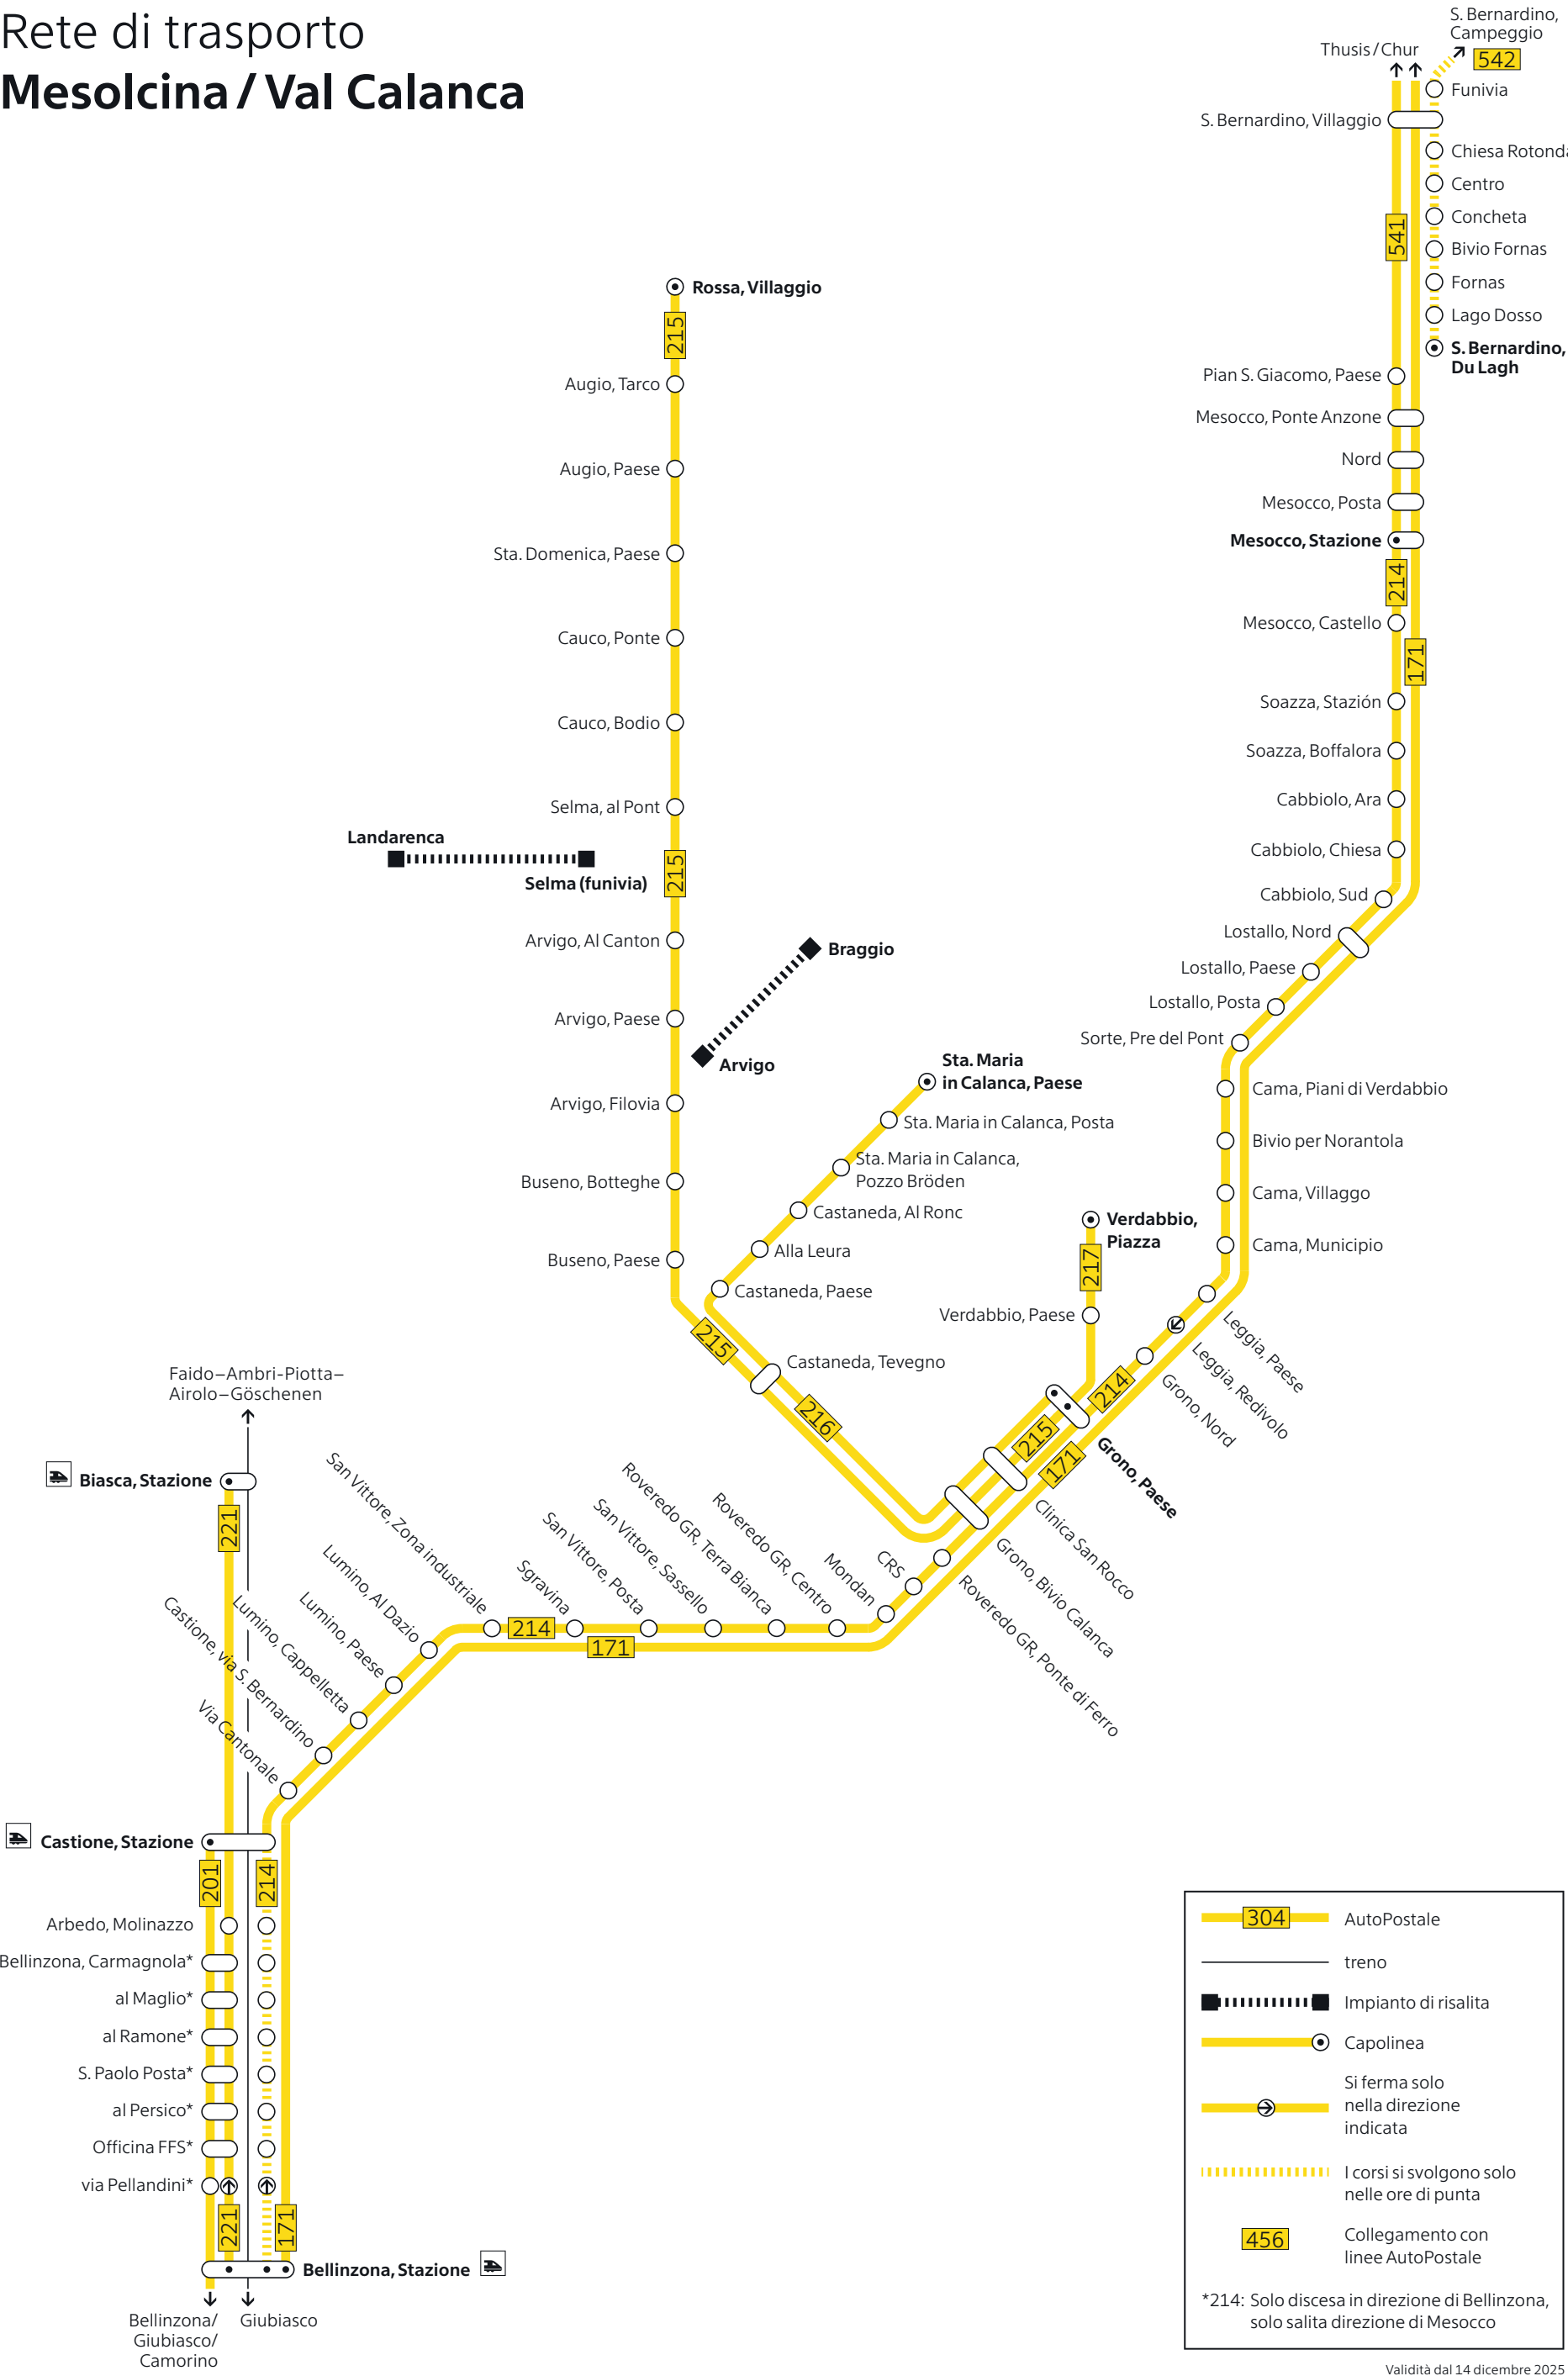 Rete di trasporto
Mesolcina / Val Calanca
S. Bernardino,
Campeggio
542
Thusis / Chur
Funivia
S. Bernardino, Villaggio
Chiesa Rotonda
Centro
Concheta
541
Bivio Fornas
Fornas
Lago Dosso
S. Bernardino,
Du Lagh
Pian S. Giacomo, Paese
Mesocco, Ponte Anzone
Nord
Mesocco, Posta
Mesocco, Stazione
214
Mesocco, Castello
171
Soazza, Stazión
Soazza, Boffalora
Cabbiolo, Ara
Cabbiolo, Chiesa
Cabbiolo, Sud
Lostallo, Nord
Lostallo, Paese
Lostallo, Posta
Sorte, Pre del Pont
Cama, Piani di Verdabbio
Bivio per Norantola
Cama, Villaggo
Cama, Municipio
Leggia, Paese
Leggia, Redivolo
Grono, Nord
214
Rossa, Villaggio
215
Augio, Tarco
Augio, Paese
Sta. Domenica, Paese
Cauco, Ponte
Cauco, Bodio
Selma, al Pont
Landarenca
Selma (funivia)
215
Arvigo, Al Canton
Braggio
Arvigo, Paese
Arvigo
Arvigo, Filovia
Buseno, Botteghe
Buseno, Paese
215
Sta. Maria
in Calanca, Paese
Sta. Maria in Calanca, Posta
Sta. Maria in Calanca,
Pozzo Bröden
Castaneda, Al Ronc
Alla Leura
Castaneda, Paese
Castaneda, Tevegno
216
Verdabbio,
Piazza
217
Verdabbio, Paese
Grono, Paese
215
171
Clinica San Rocco
Grono, Bivio Calanca
Roveredo GR, Ponte di Ferro
CRS
Mondan
Roveredo GR, Centro
Roveredo GR, Terra Bianca
San Vittore, Sassello
San Vittore, Posta
Sgravina
San Vittore, Zona industriale
214
171
Lumino, Al Dazio
Lumino, Paese
Lumino, Cappelletta
Castione, via S. Bernardino
Via Cantonale
Faido–Ambri-Piotta–
Airolo–Göschenen
Biasca, Stazione
221
Castione, Stazione
201
214
Arbedo, Molinazzo
Bellinzona, Carmagnola*
al Maglio*
al Ramone*
S. Paolo Posta*
al Persico*
Officina FFS*
via Pellandini*
221
171
Bellinzona, Stazione
Bellinzona/
Giubiasco/
Camorino
Giubiasco
304
AutoPostale
treno
Impianto di risalita
Capolinea
Si ferma solo
nella direzione
indicata
I corsi si svolgono solo
nelle ore di punta
456
Collegamento con
linee AutoPostale
*214: Solo discesa in direzione di Bellinzona,
solo salita direzione di Mesocco
Validità dal 14 dicembre 2025